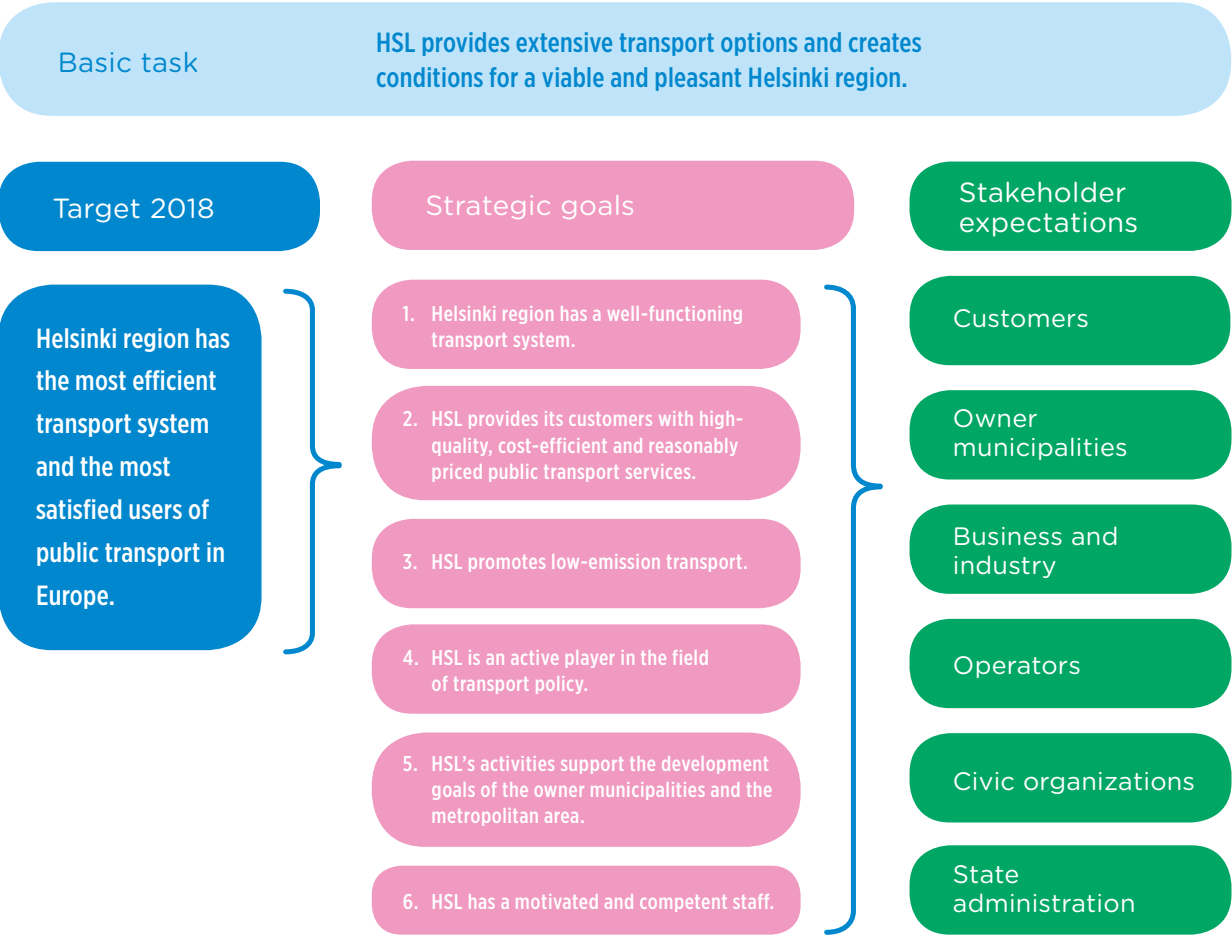 Basic task
HSL provides extensive transport options and creates
conditions for a viable and pleasant Helsinki region.
Target 2018
Helsinki region has
the most efficient
transport system
and the most
satisfied users of
public transport in
Europe.
Strategic goals
1. Helsinki region has a well-functioning
transport system.
2. HSL provides its customers with high-
quality, cost-efficient and reasonably
priced public transport services.
3. HSL promotes low-emission transport.
4. HSL is an active player in the field
of transport policy.
5. HSL’s activities support the development
goals of the owner municipalities and the
metropolitan area.
6. HSL has a motivated and competent staff.
Stakeholder
expectations
Customers
Owner
municipalities
Business and
industry
Operators
Civic organizations
State
administration